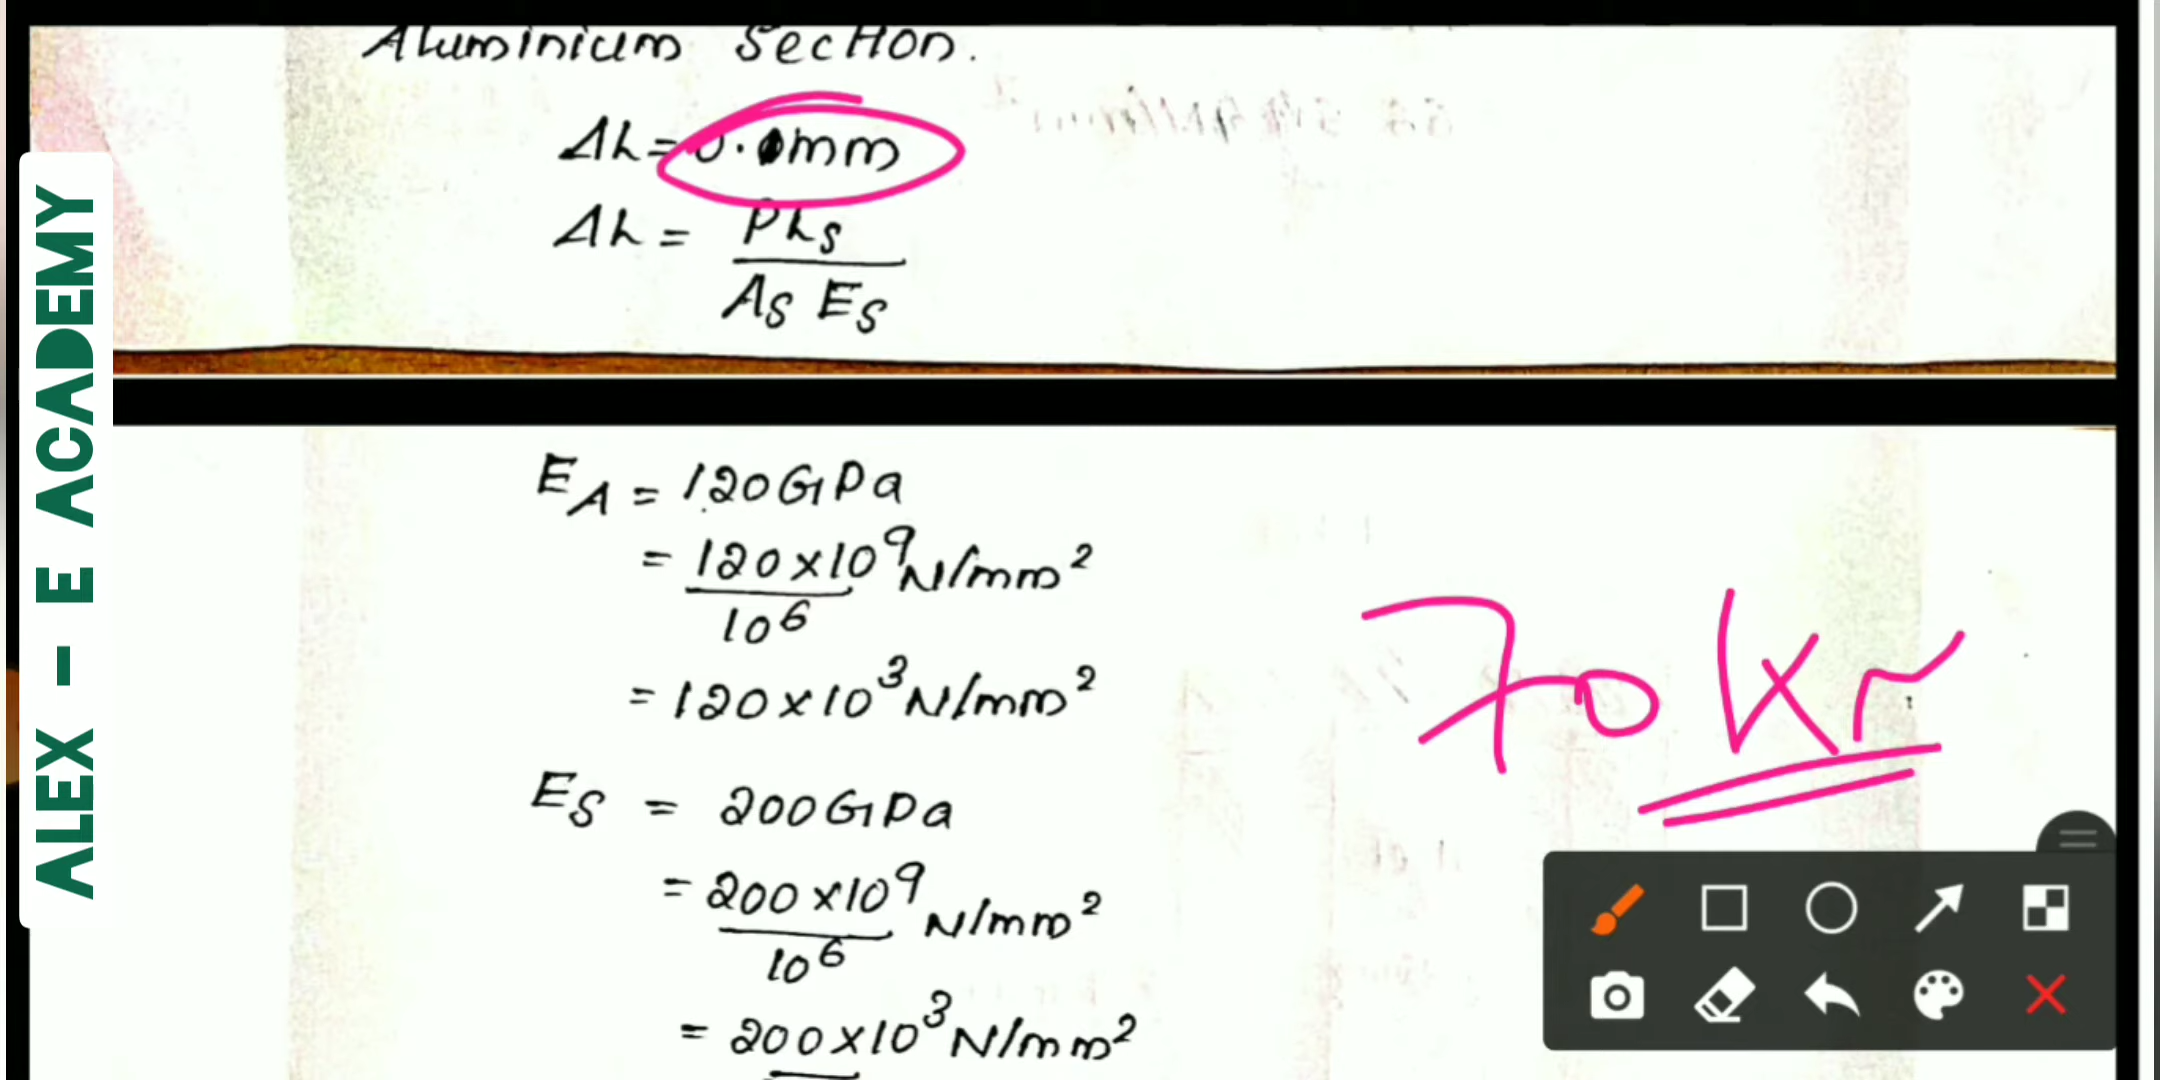 Aluminium Section.
ΔL = 0. mm
ΔL = PLs
As Es
ALEX - E ACADEMY
EA = 120GPa
= 120×10⁹ N/mm²
10⁶
= 120×10³ N/mm²
70 kn
Es = 200GPa
= 200×10⁹ N/mm²
10⁶
= 200×10³ N/mm²